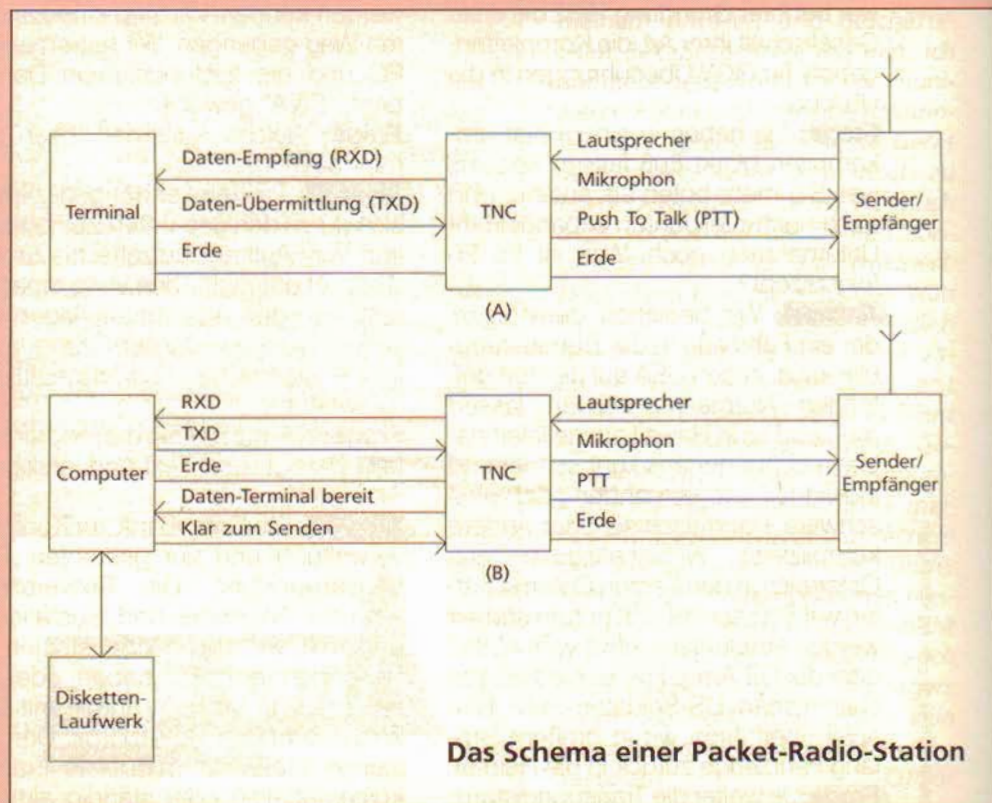 Daten-Empfang (RXD)
Daten-Übermittlung (TXD)
Erde
Terminal
TNC
Lautsprecher
Mikrophon
Push To Talk (PTT)
Erde
Sender/
Empfänger
(A)
RXD
TXD
Erde
Daten-Terminal bereit
Klar zum Senden
Computer
TNC
Lautsprecher
Mikrophon
PTT
Erde
Sender/
Empfänger
(B)
Disketten-
Laufwerk
Das Schema einer Packet-Radio-Station